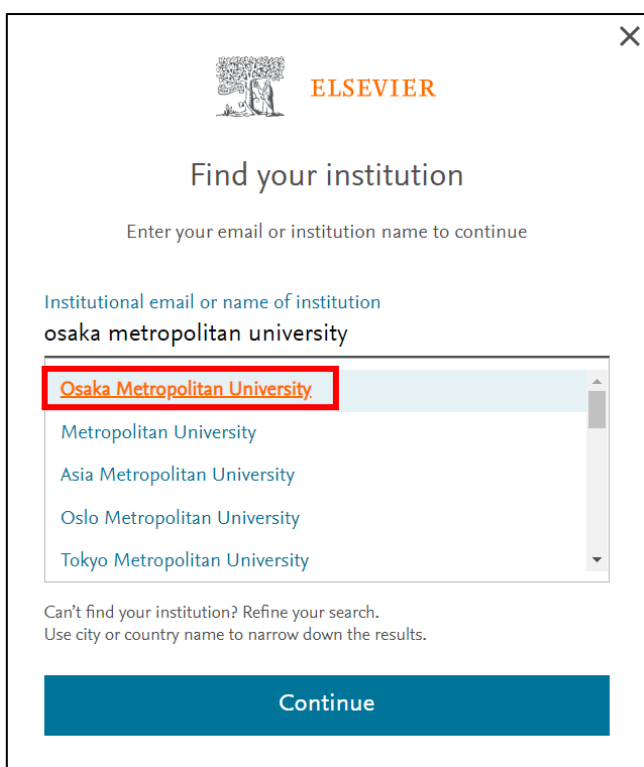 ELSEVIER
Find your institution
Enter your email or institution name to continue
Institutional email or name of institution
osaka metropolitan university
Osaka Metropolitan University
Metropolitan University
Asia Metropolitan University
Oslo Metropolitan University
Tokyo Metropolitan University
Can't find your institution? Refine your search.
Use city or country name to narrow down the results.
Continue